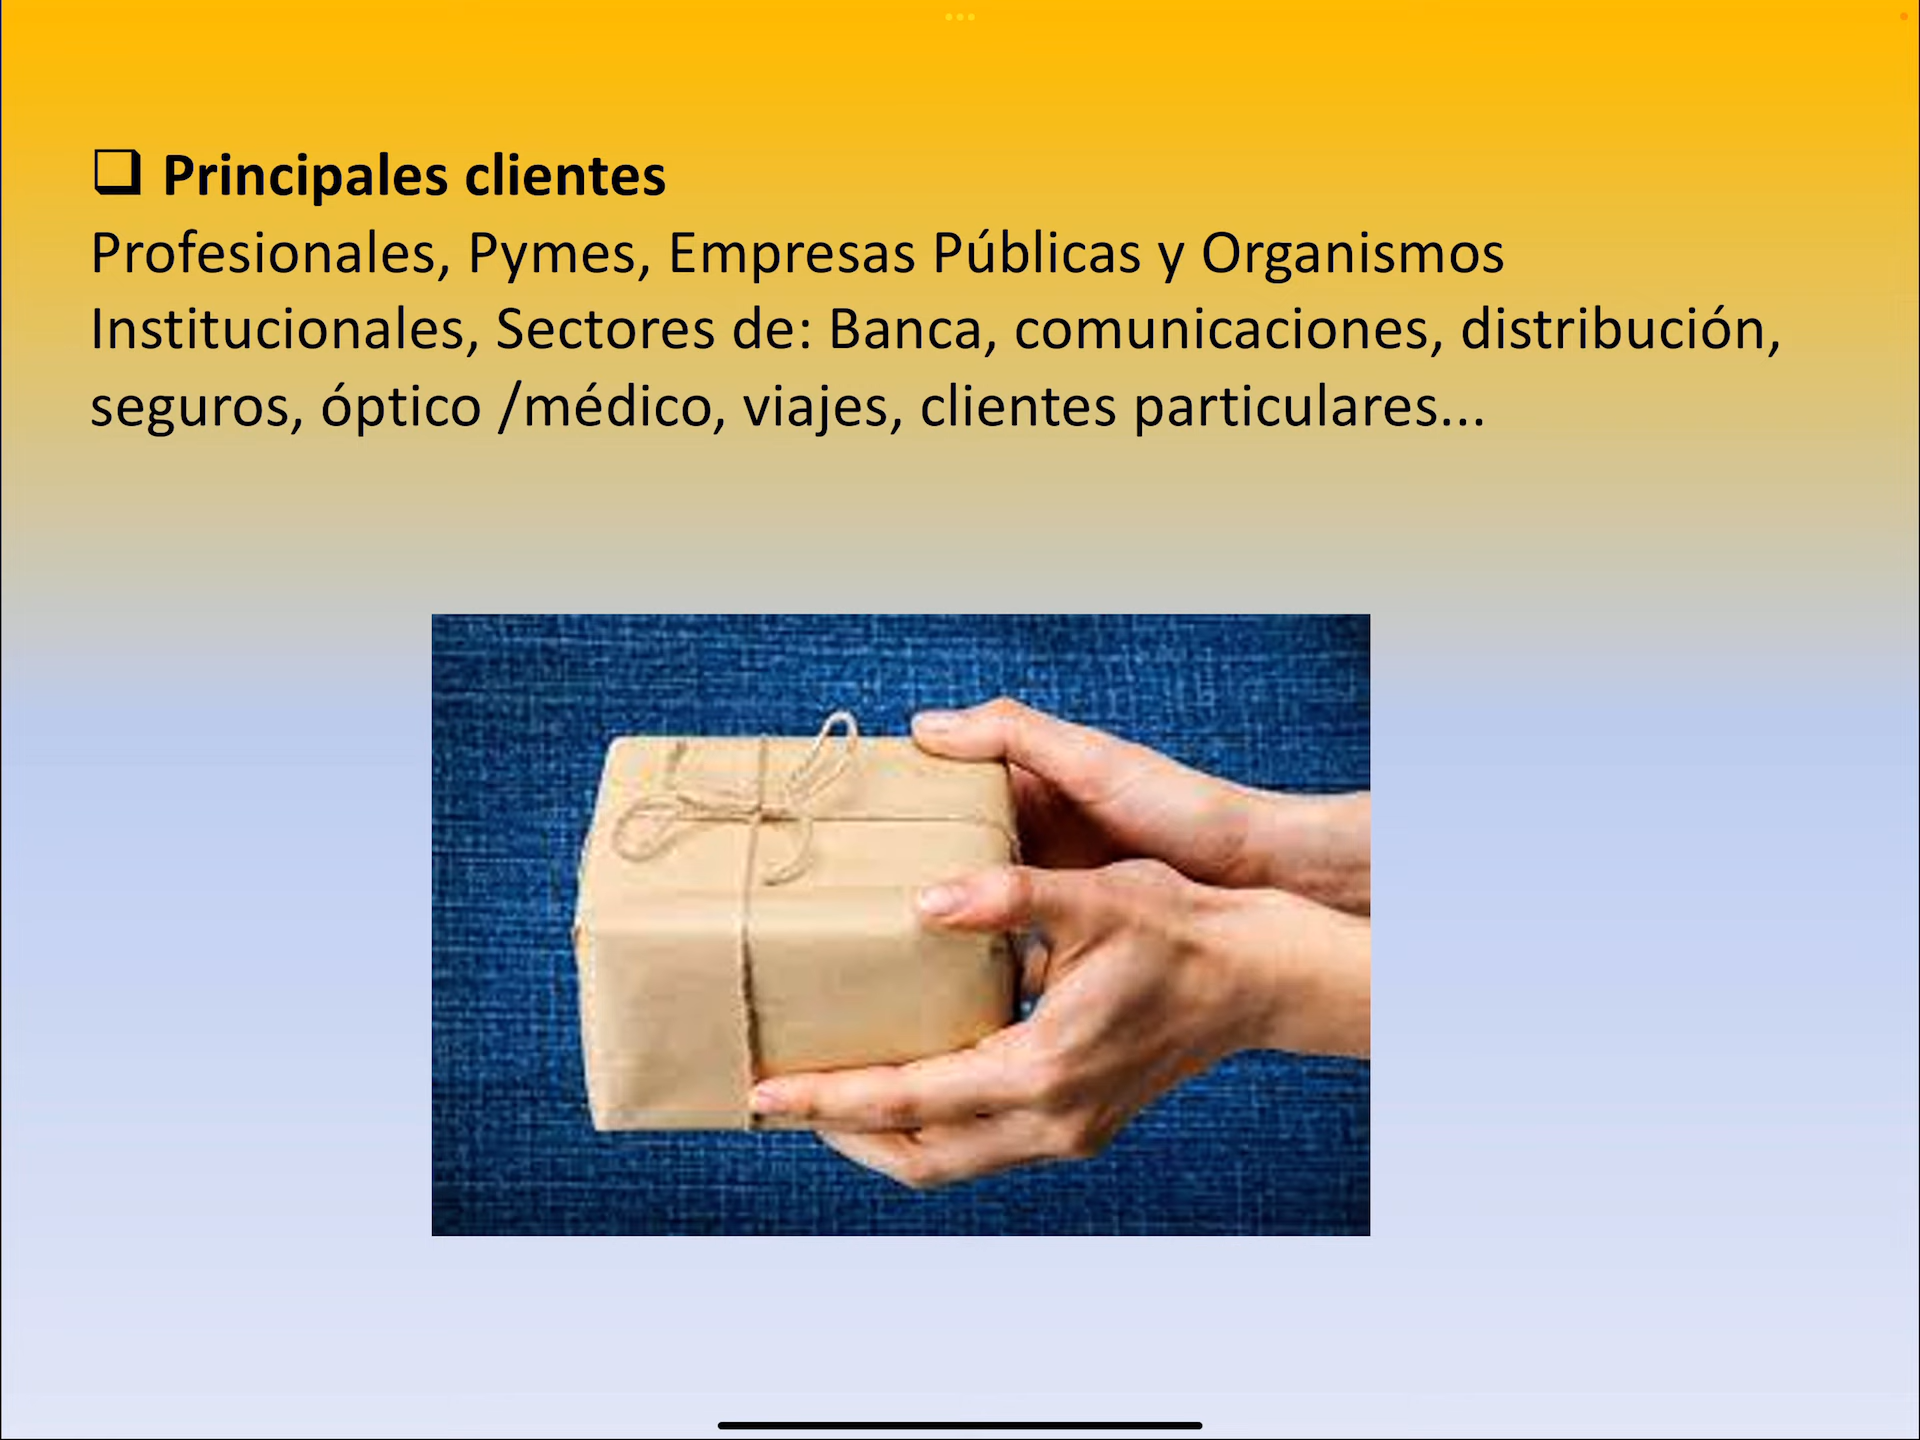 ❑ Principales clientes
Profesionales, Pymes, Empresas Públicas y Organismos
Institucionales, Sectores de: Banca, comunicaciones, distribución,
seguros, óptico /médico, viajes, clientes particulares...